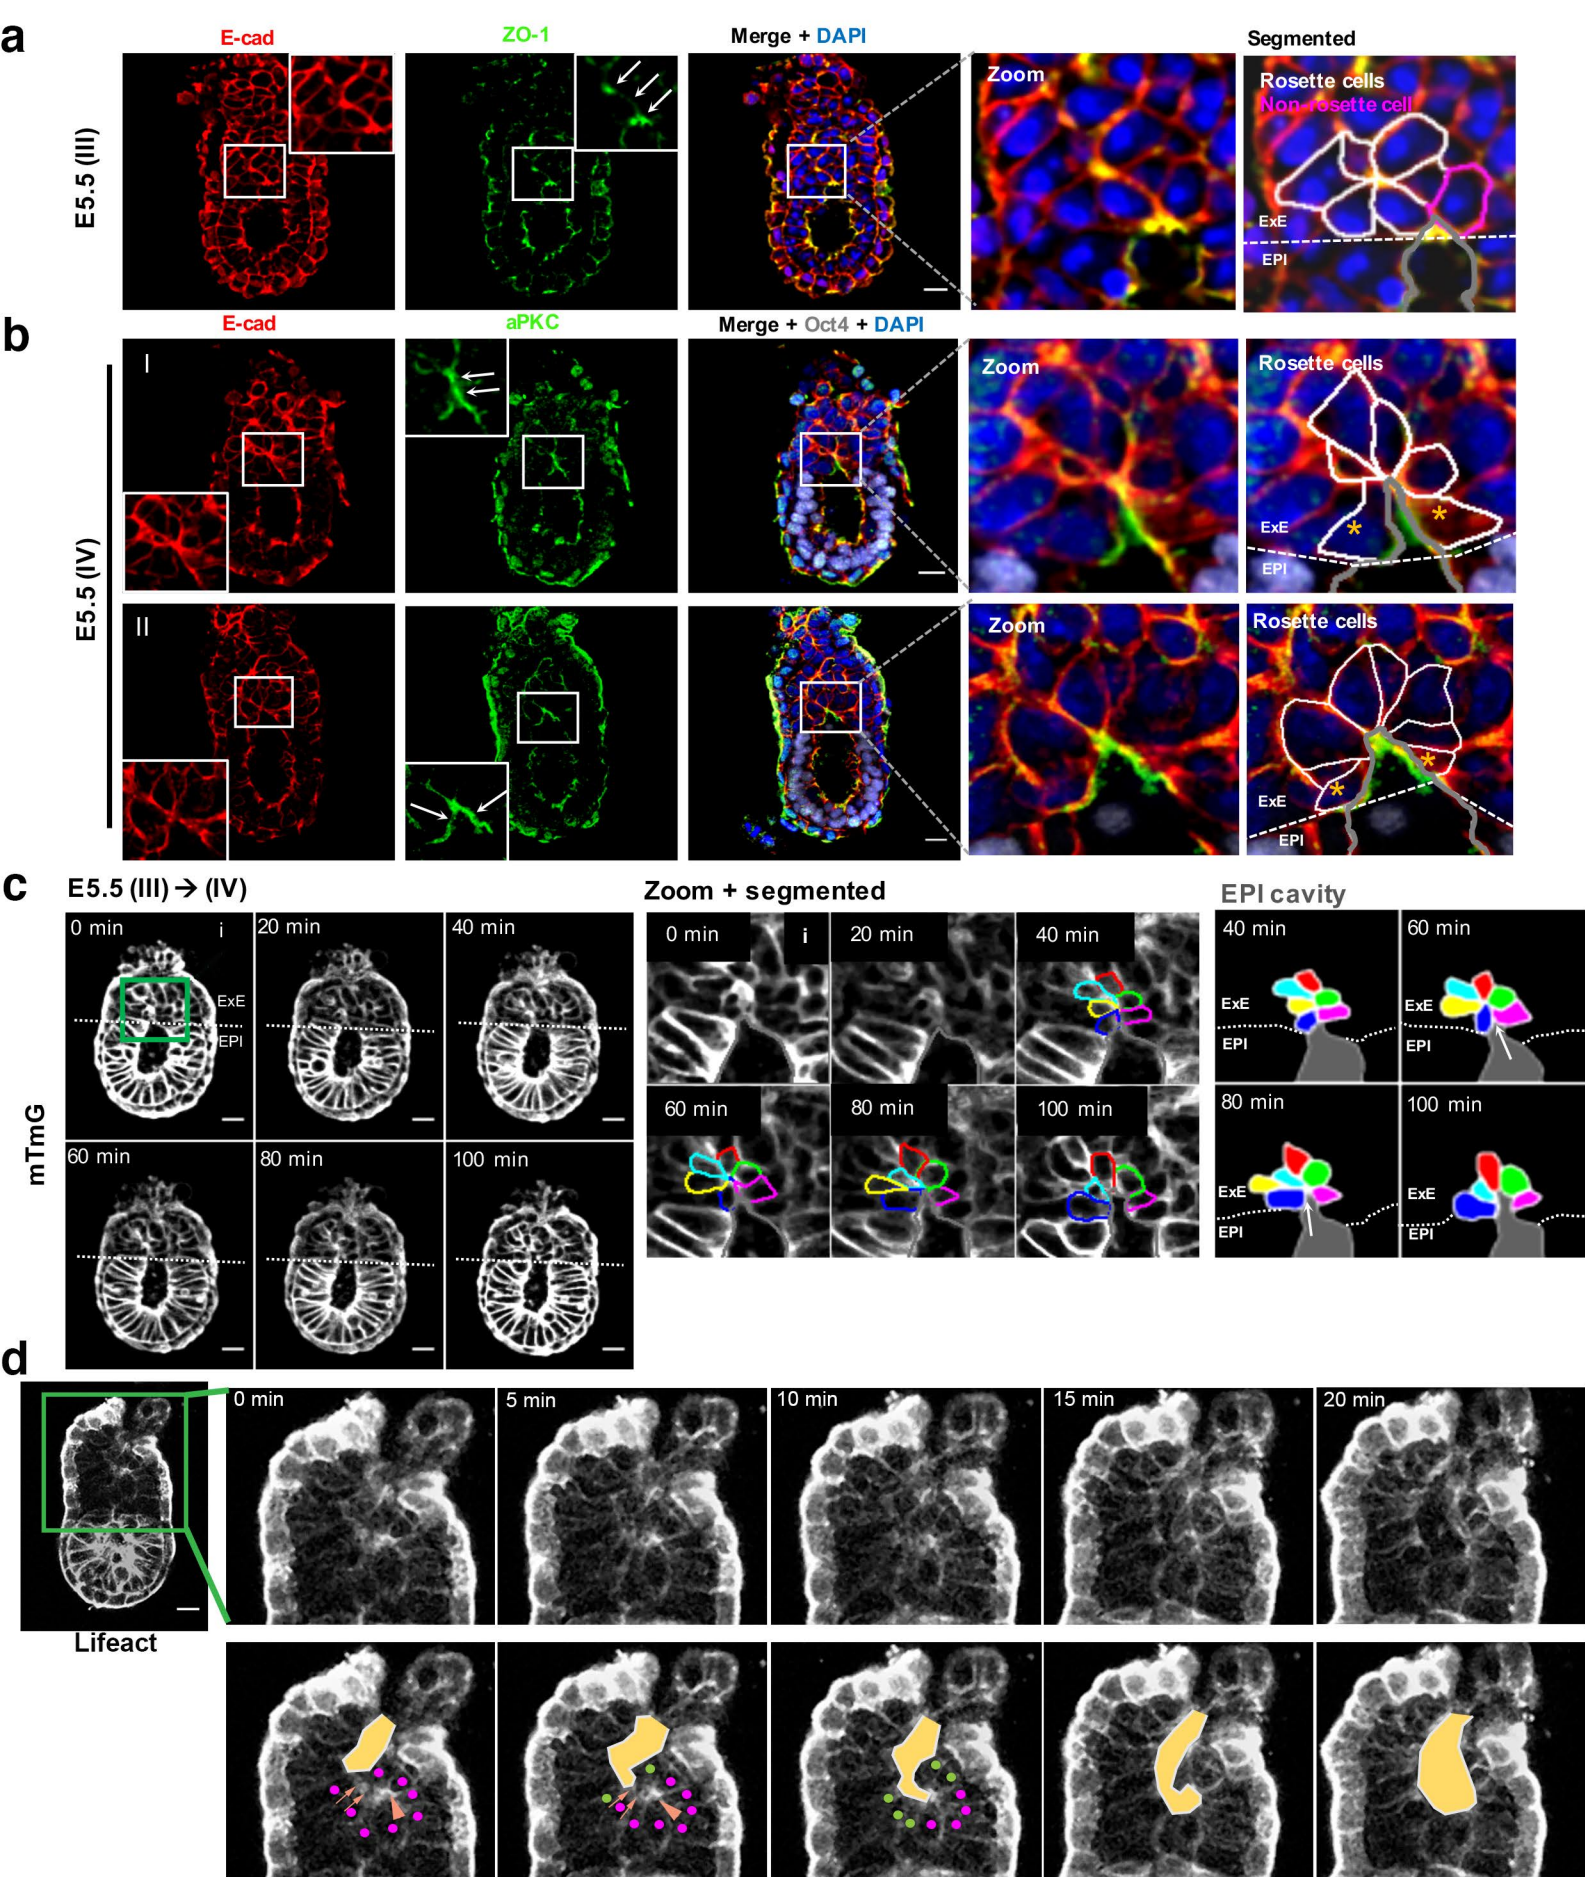 a
E-cad
ZO-1
Merge + DAPI
Segmented
E5.5 (III)
Zoom
Rosette cells
Non-rosette cell
ExE
EPI
b
E-cad
aPKC
Merge + Oct4 + DAPI
E5.5 (IV)
I
Zoom
Rosette cells
*
*
ExE
EPI
II
Zoom
Rosette cells
*
*
ExE
EPI
c
E5.5 (III) → (IV)
Zoom + segmented
EPI cavity
mTmG
0 min
i
20 min
40 min
ExE
EPI
60 min
80 min
100 min
0 min
i
20 min
40 min
60 min
80 min
100 min
40 min
60 min
ExE
EPI
ExE
EPI
80 min
100 min
ExE
EPI
ExE
EPI
d
0 min
5 min
10 min
15 min
20 min
Lifeact